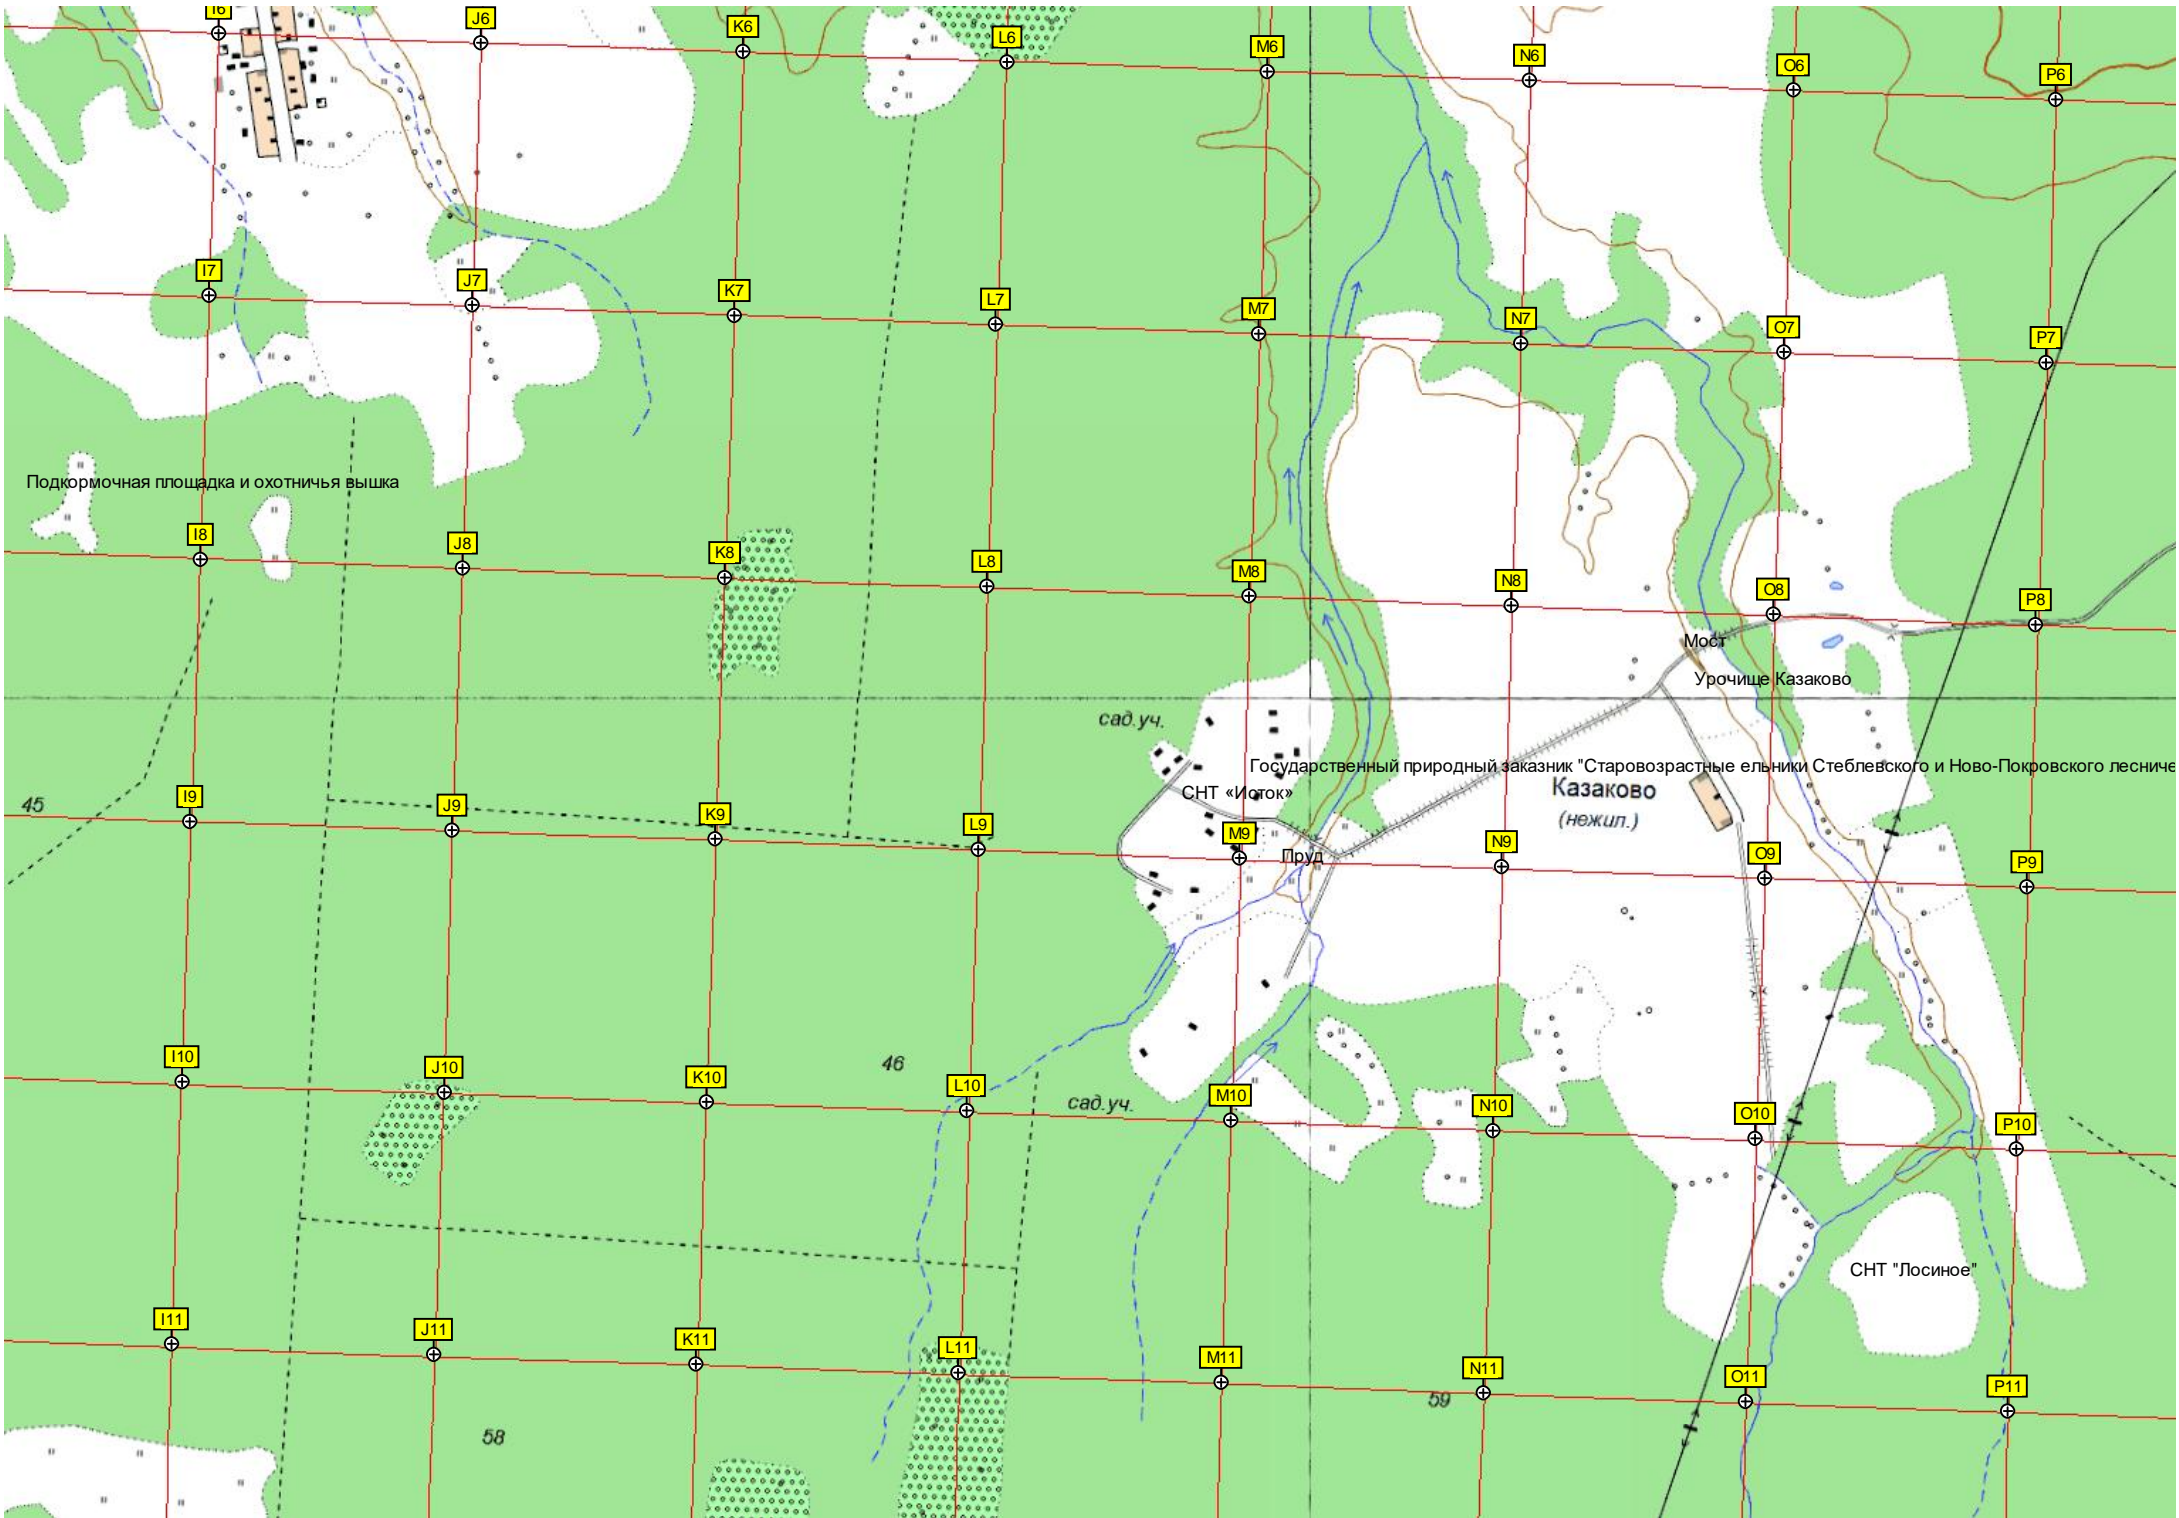 I6
J6
K6
L6
M6
N6
O6
P6
I7
J7
K7
L7
M7
N7
O7
P7
Подкормочная площадка и охотничья вышка
I8
J8
K8
L8
M8
N8
O8
P8
Мост
Урочище Казаково
сад.уч.
Государственный природный заказник "Старовозрастные ельники Стеблевского и Ново-Покровского лесниче
СНТ «Исток»
Казаково
(нежил.)
45
I9
J9
K9
L9
M9
N9
O9
P9
Пруд
I10
J10
46
K10
L10
сад.уч.
M10
N10
O10
P10
СНТ "Лосиное"
I11
J11
K11
L11
M11
N11
O11
P11
59
58